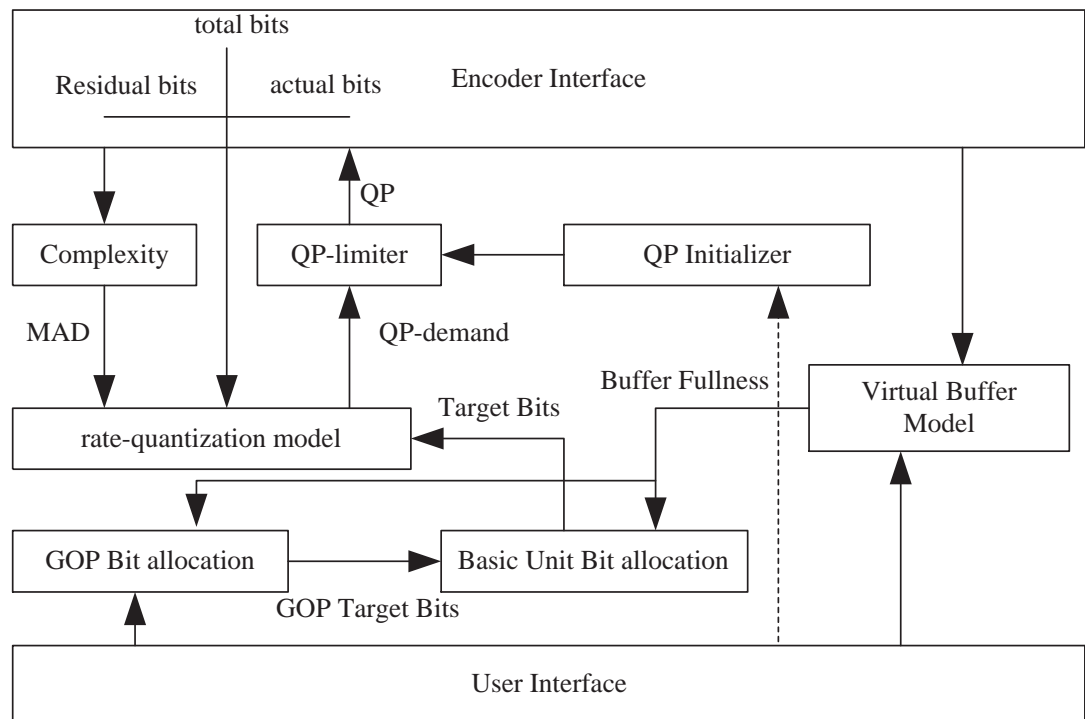 total bits
Residual bits
actual bits
Encoder Interface
QP
Complexity
QP-limiter
QP Initializer
MAD
QP-demand
Buffer Fullness
Virtual Buffer
Model
Target Bits
rate-quantization model
GOP Bit allocation
Basic Unit Bit allocation
GOP Target Bits
User Interface